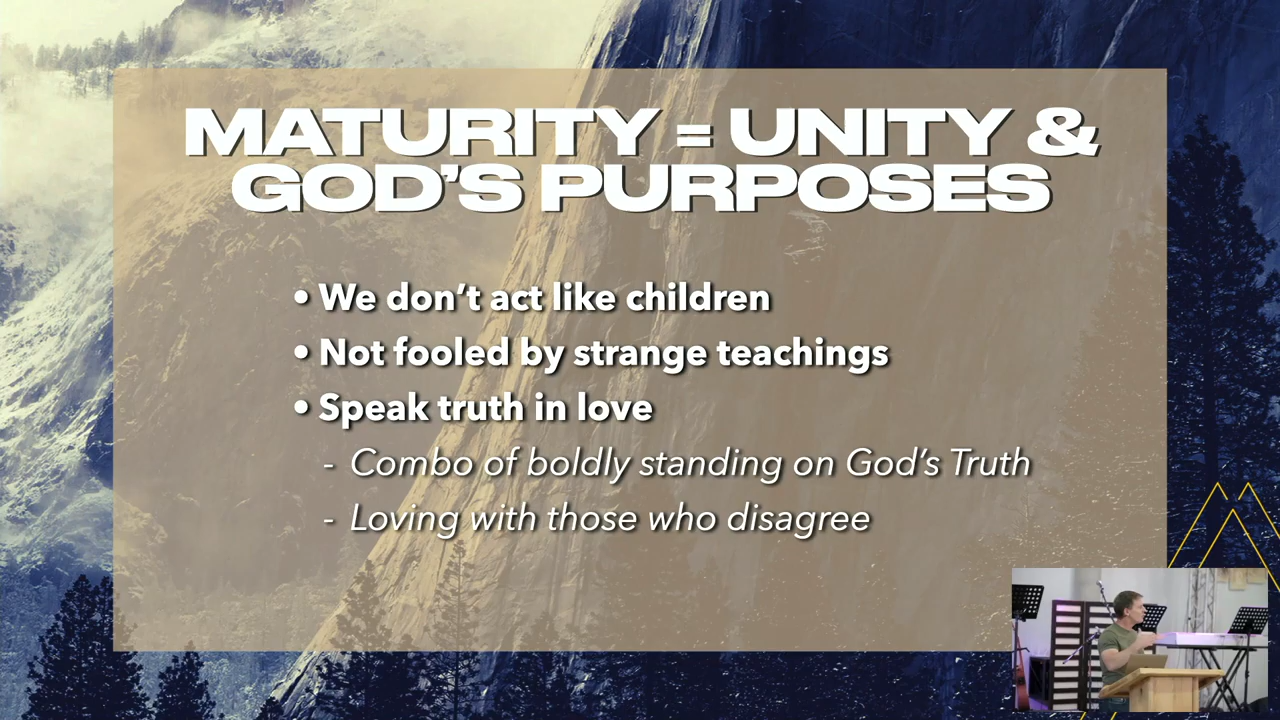 MATURITY = UNITY &
GOD’S PURPOSES
• We don’t act like children
• Not fooled by strange teachings
• Speak truth in love
- Combo of boldly standing on God’s Truth
- Loving with those who disagree